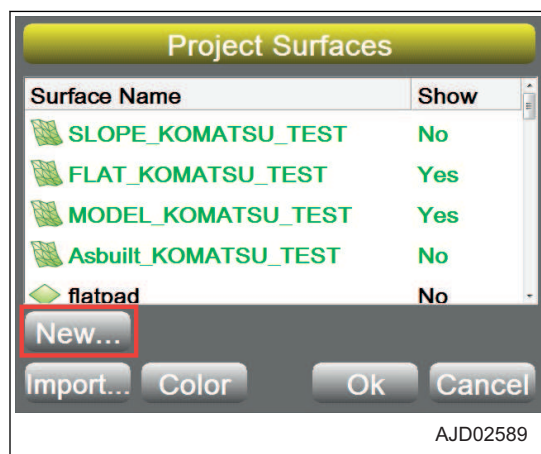 Project Surfaces
Surface Name Show
SLOPE_KOMATSU_TEST No
FLAT_KOMATSU_TEST Yes
MODEL_KOMATSU_TEST Yes
Asbuilt_KOMATSU_TEST No
flatpad No
New...
Import... Color Ok Cancel
AJD02589